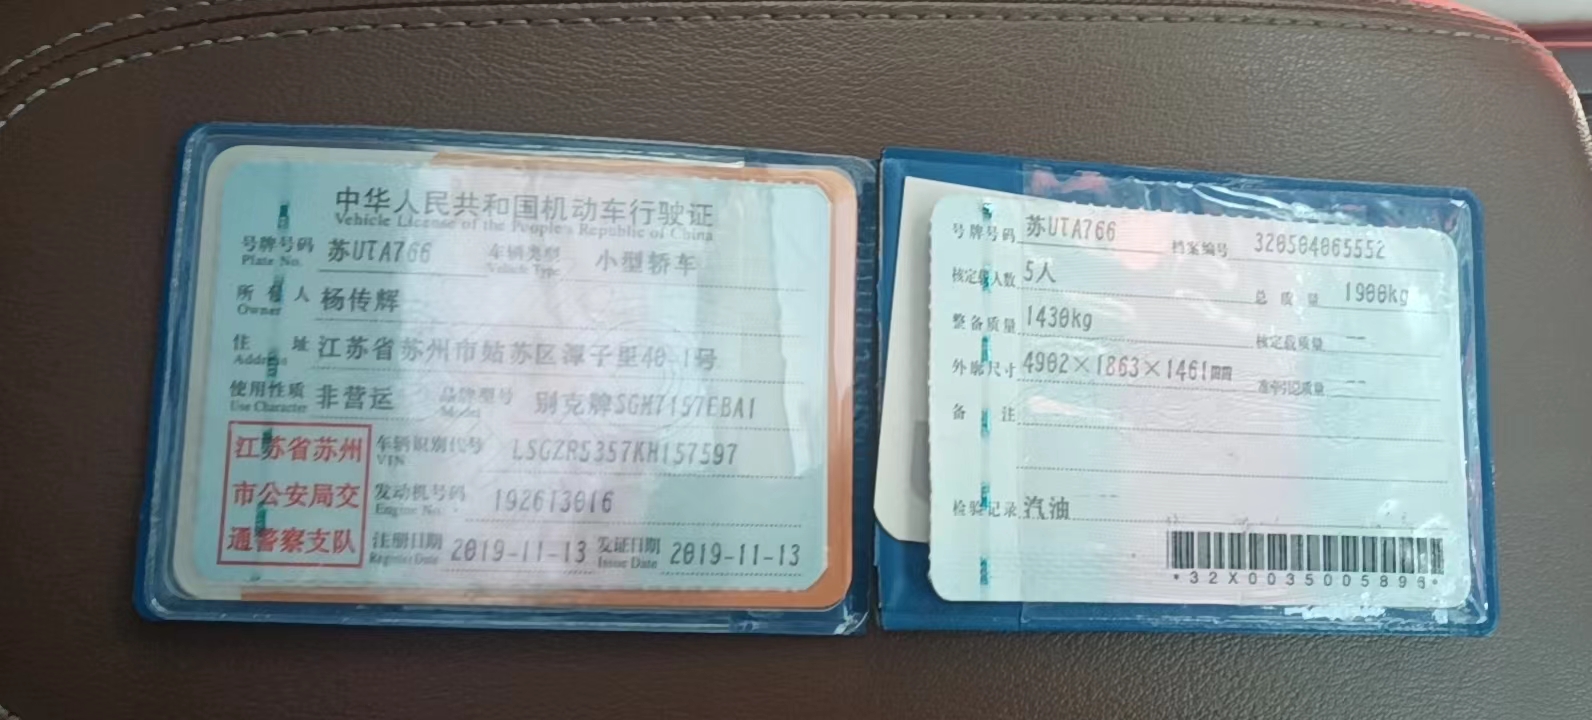 中华人民共和国机动车行驶证
Vehicle License of the People's Republic of China
号牌号码 苏UTA766 车辆类型 小型轿车
Plate No. Vehicle Type
所有人 杨传辉
Owner
住址 江苏省苏州市姑苏区潭子里40-1号
Address
使用性质 非营运 品牌型号 别克牌SGM7157EBA1
Use Character Model
江苏省苏州
市公安局交
通警察支队
车辆识别代号 LSGZR5357KH157597
VIN
发动机号码 192613016
Engine No.
注册日期 2019-11-13 发证日期 2019-11-13
Register Date Issue Date
号牌号码 苏UTA766 档案编号 320504065552
核定载人数 5人 总质量 1900kg
整备质量 1430kg 核定载质量 --
外廓尺寸 4902×1863×1461mm 准牵引总质量 --
备注
检验记录 汽油
*32X0035005896*